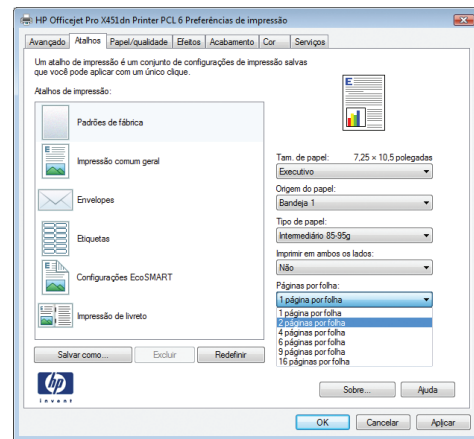 HP Officejet Pro X451dn Printer PCL 6 Preferências de impressão
Avançado Atalhos Papel/qualidade Efeitos Acabamento Cor Serviços
Um atalho de impressão é um conjunto de configurações de impressão salvas
que você pode aplicar com um único clique.
Atalhos de impressão:
Padrões de fábrica
Impressão comum geral
Envelopes
Etiquetas
Configurações EcoSMART
Impressão de livreto
Salvar como... Excluir Redefinir
E
Tam. de papel: 7,25 × 10,5 polegadas
Executivo
Origem do papel:
Bandeja 1
Tipo de papel:
Intermediário 85-95g
Imprimir em ambos os lados:
Não
Páginas por folha:
1 página por folha
1 página por folha
2 páginas por folha
4 páginas por folha
6 páginas por folha
9 páginas por folha
16 páginas por folha
hp
invent
Sobre... Ajuda
OK Cancelar Aplicar